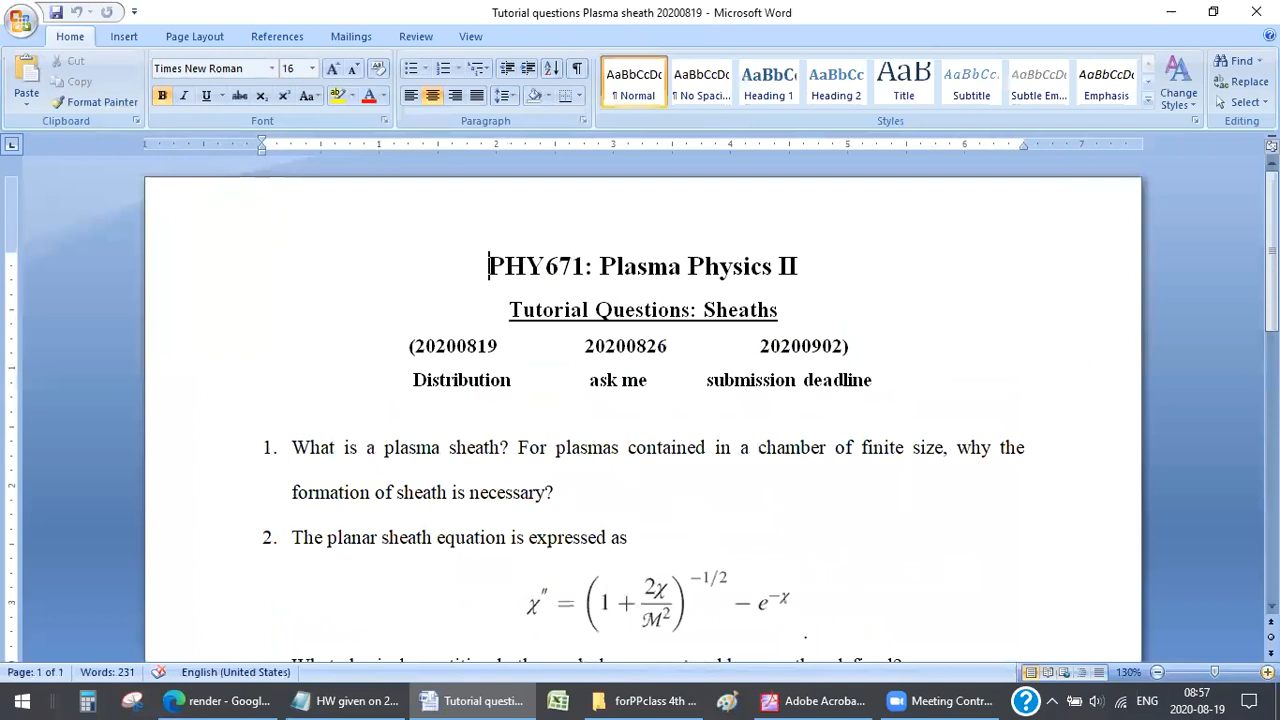 Tutorial questions Plasma sheath 20200819 - Microsoft Word
Home Insert Page Layout References Mailings Review View
Paste
Cut
Copy
Format Painter
Clipboard
Times New Roman 16
Font
Paragraph
AaBbCcDc AaBbCcDc AaBbC AaBbCc AaB AaBbCc. AaBbCcDc AaBbCcDc
¶ Normal ¶ No Spaci... Heading 1 Heading 2 Title Subtitle Subtle Em... Emphasis
Change Styles
Styles
Find
Replace
Select
Editing
PHY671: Plasma Physics II
Tutorial Questions: Sheaths
(20200819 20200826 20200902)
Distribution ask me submission deadline
1. What is a plasma sheath? For plasmas contained in a chamber of finite size, why the
formation of sheath is necessary?
2. The planar sheath equation is expressed as
χ″ = (1 + 2χ/ℳ²)^(−1/2) − e^(−χ) .
Page: 1 of 1 Words: 231 English (United States) 130%
render - Googl... HW given on 2... Tutorial questi... forPPclass 4th ... Adobe Acroba... Meeting Contr... ENG 08:57
2020-08-19